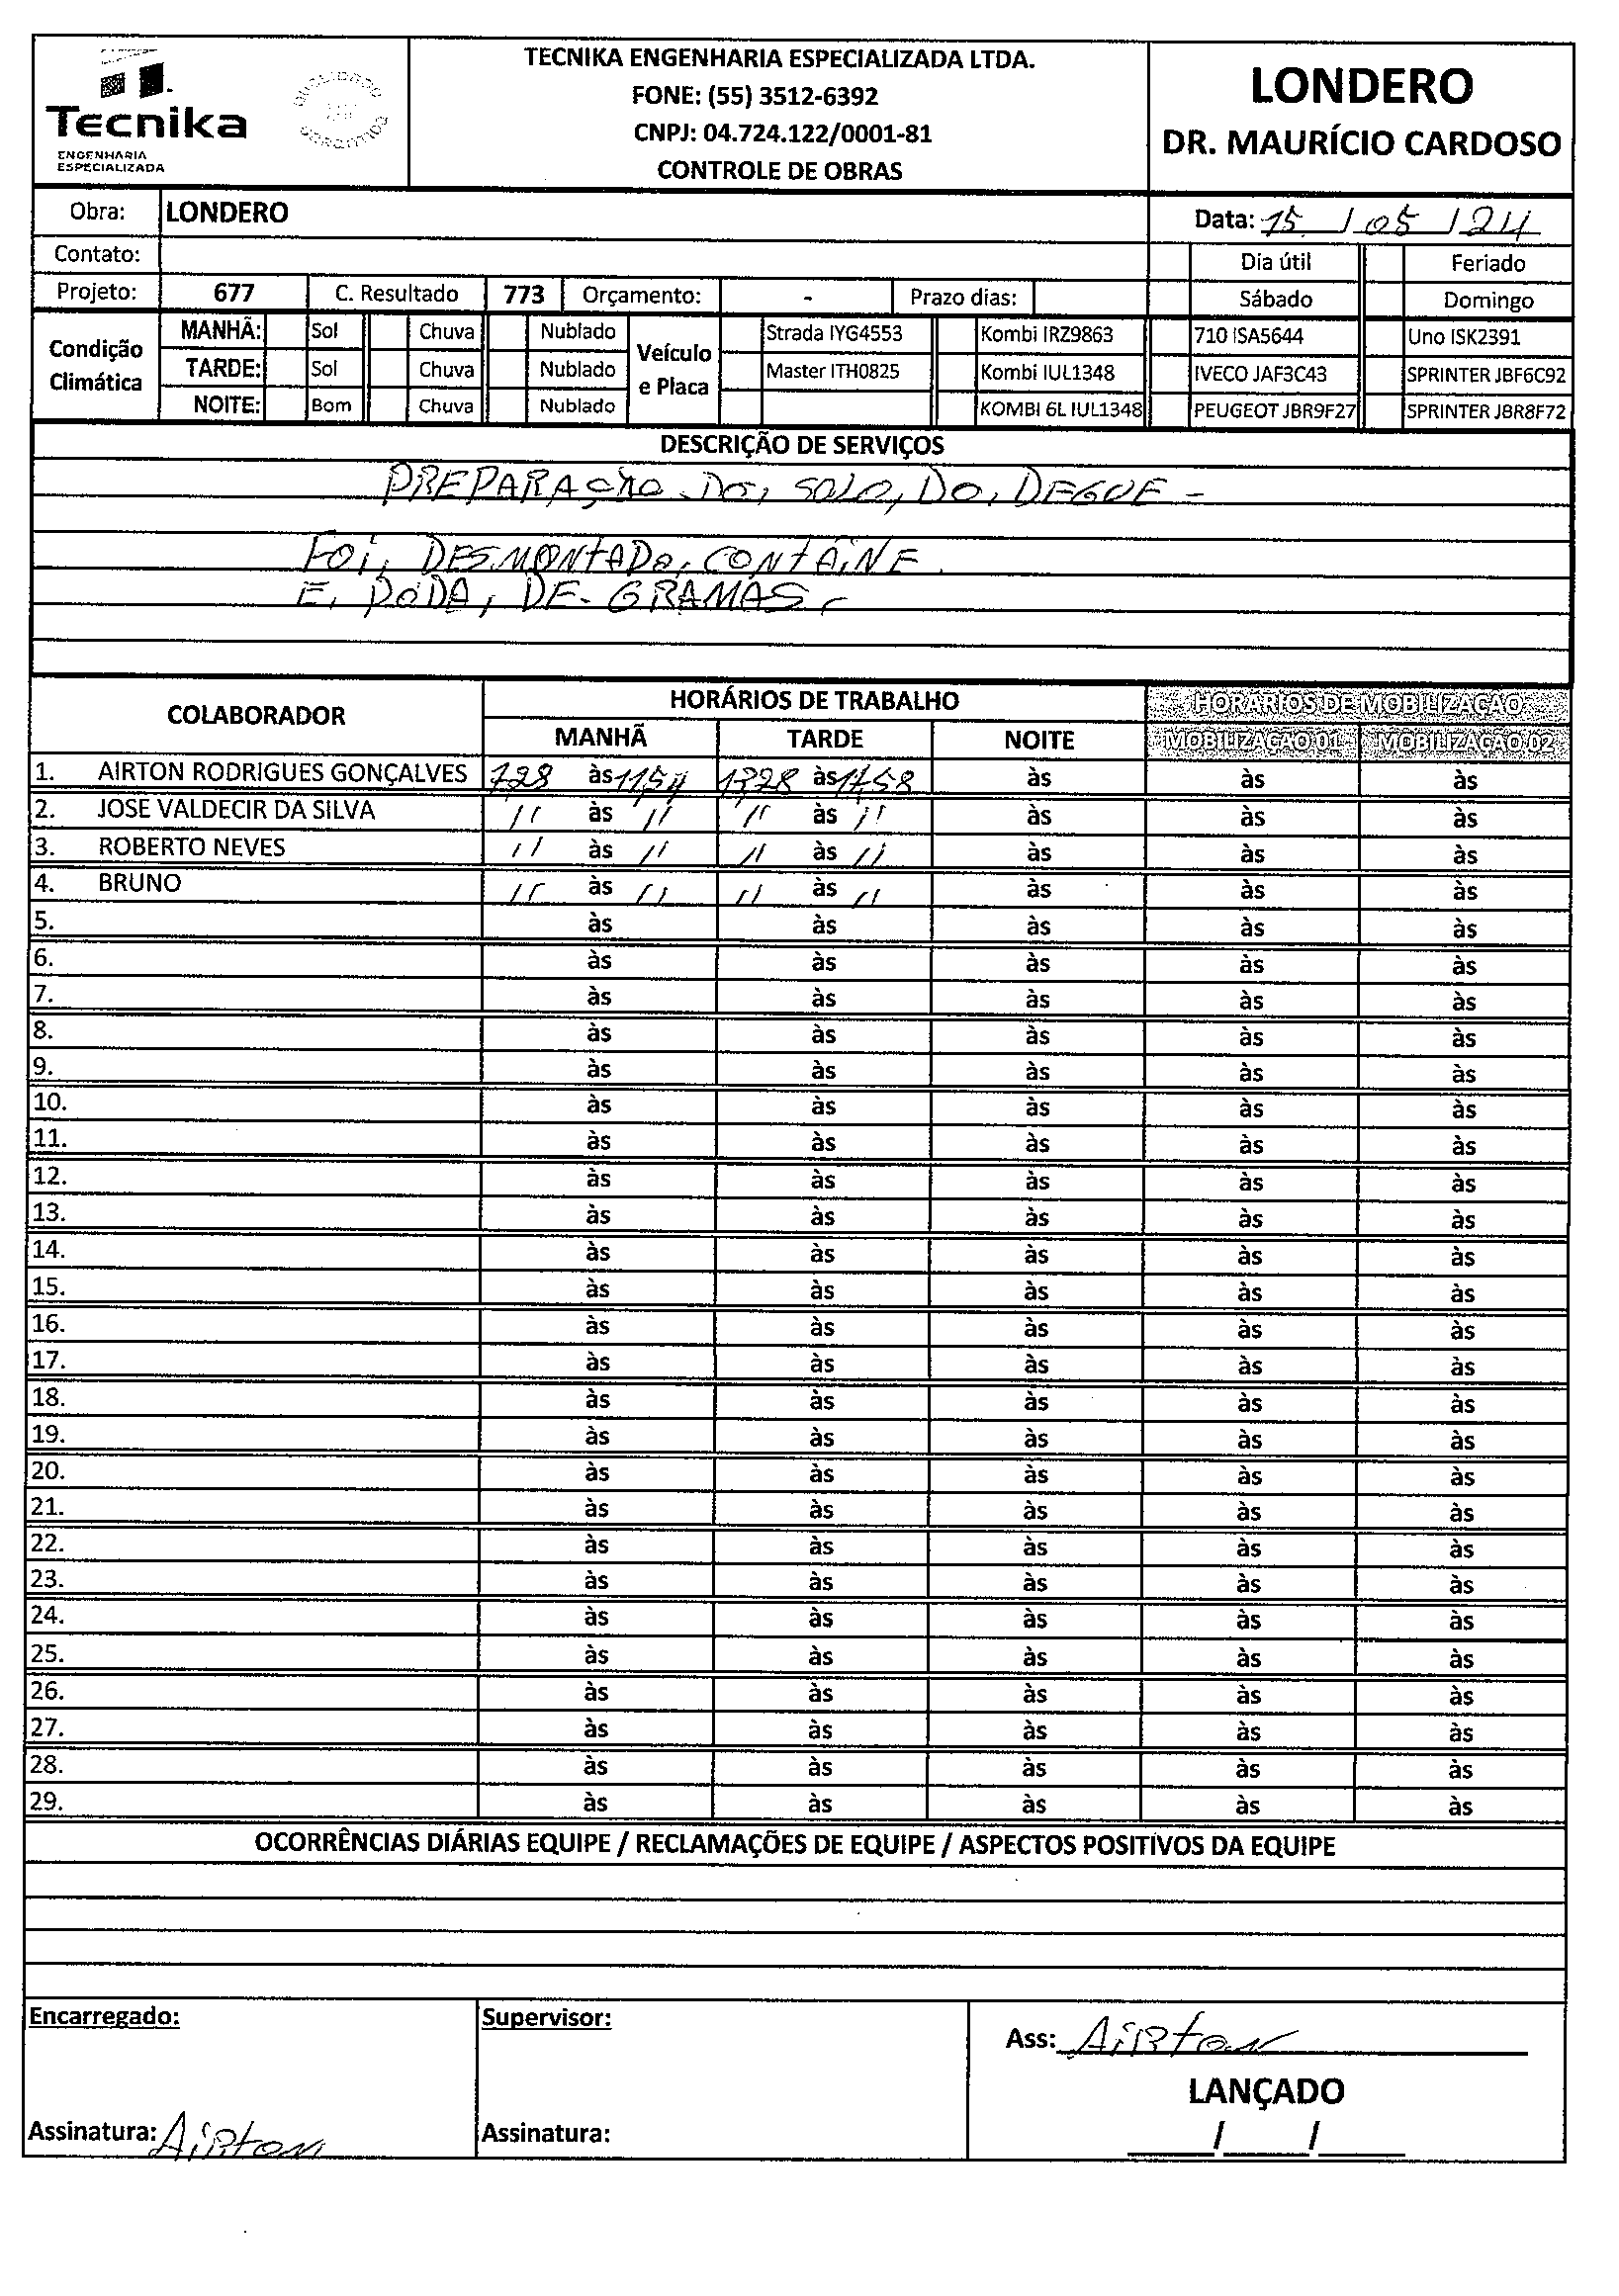 Tecnika
ENGENHARIA
ESPECIALIZADA
TECNIKA ENGENHARIA ESPECIALIZADA LTDA.
FONE: (55) 3512-6392
CNPJ: 04.724.122/0001-81
CONTROLE DE OBRAS
LONDERO
DR. MAURÍCIO CARDOSO
Obra: LONDERO
Data: 15 / 05 / 24
Contato:
Dia útil Feriado
Projeto: 677 C. Resultado 773 Orçamento: - Prazo dias:
Sábado Domingo
Condição Climática
MANHÃ: Sol Chuva Nublado
TARDE: Sol Chuva Nublado
NOITE: Bom Chuva Nublado
Veículo e Placa
Strada IYG4553 Kombi IRZ9863 710 ISA5644 Uno ISK2391
Master ITH0825 Kombi IUL1348 IVECO JAF3C43 SPRINTER JBF6C92
KOMBI 6L IUL1348 PEUGEOT JBR9F27 SPRINTER JBR8F72
DESCRIÇÃO DE SERVIÇOS
PREPARAÇÃO DO, SOLO, DO, DEGUE -
FOI, DESMONTADO, CONTAINE.
E, PODA, DE- GRAMAS -
COLABORADOR HORÁRIOS DE TRABALHO HORÁRIOS DE MOBILIZAÇÃO
MANHÃ TARDE NOITE MOBILIZAÇÃO 01 MOBILIZAÇÃO 02
1. AIRTON RODRIGUES GONÇALVES 7,28 às 11,54 13,28 às 17,58 às às às
2. JOSE VALDECIR DA SILVA " às " " às " às às às
3. ROBERTO NEVES " às " " às " às às às
4. BRUNO " às " " às " às às às
5. às às às às às
6. às às às às às
7. às às às às às
8. às às às às às
9. às às às às às
10. às às às às às
11. às às às às às
12. às às às às às
13. às às às às às
14. às às às às às
15. às às às às às
16. às às às às às
17. às às às às às
18. às às às às às
19. às às às às às
20. às às às às às
21. às às às às às
22. às às às às às
23. às às às às às
24. às às às às às
25. às às às às às
26. às às às às às
27. às às às às às
28. às às às às às
29. às às às às às
OCORRÊNCIAS DIÁRIAS EQUIPE / RECLAMAÇÕES DE EQUIPE / ASPECTOS POSITIVOS DA EQUIPE
Encarregado:
Assinatura: Airton
Supervisor:
Assinatura:
Ass: Airton
LANÇADO
___/___/___